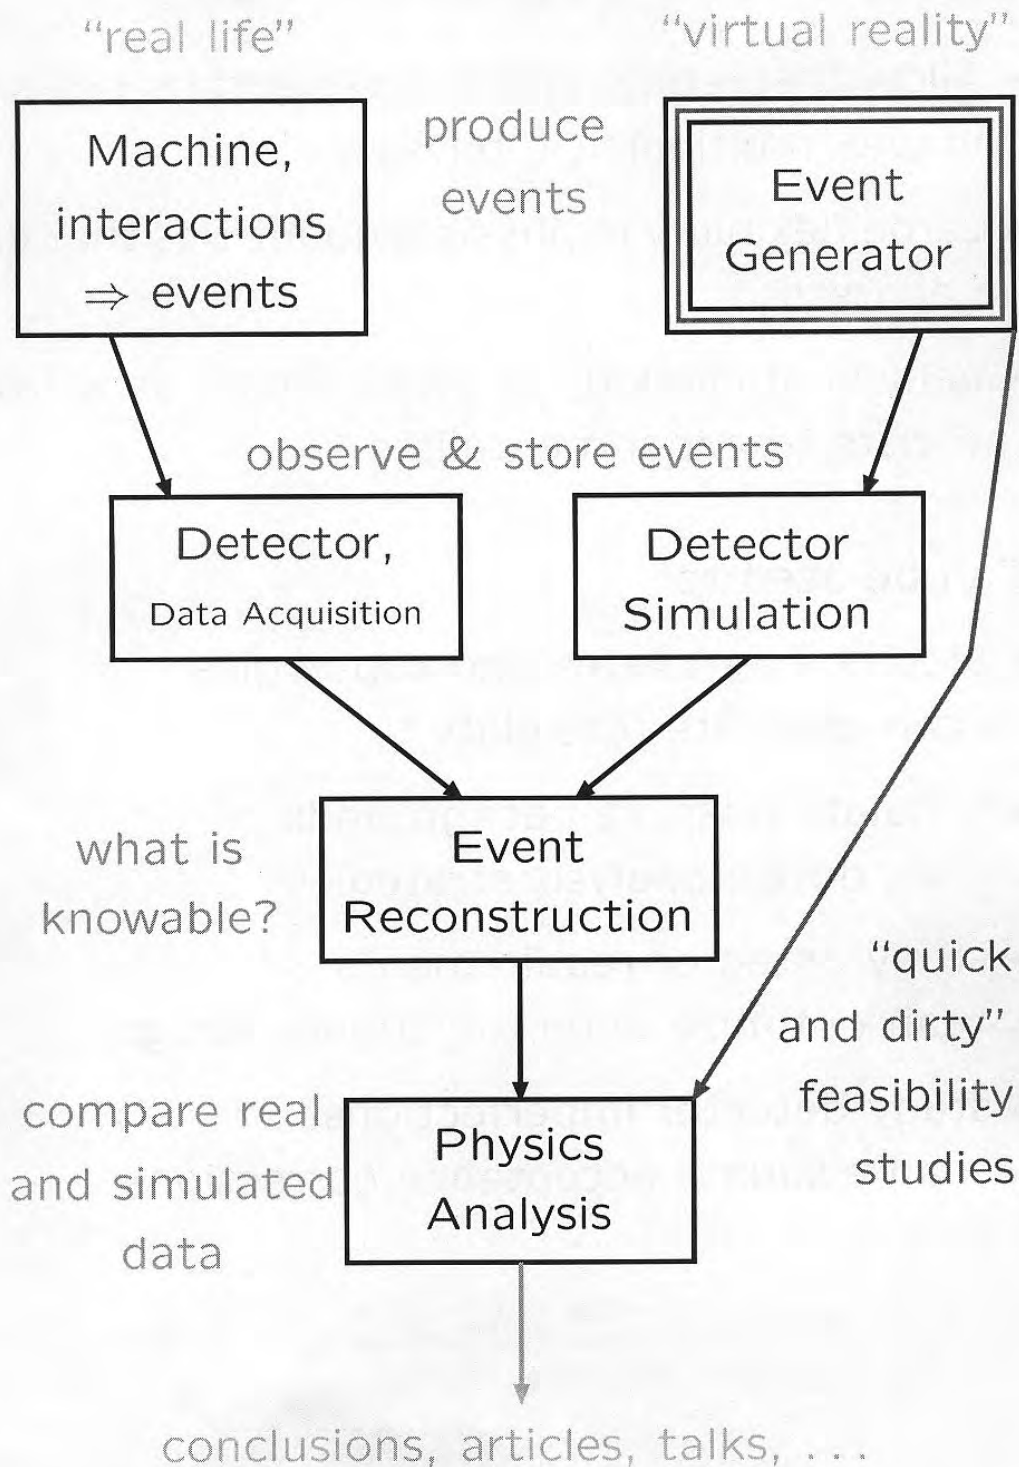 “real life”
“virtual reality”
Machine,
interactions
⇒ events
produce
events
Event
Generator
observe & store events
Detector,
Data Acquisition
Detector
Simulation
what is
knowable?
Event
Reconstruction
“quick
and dirty”
feasibility
studies
compare real
and simulated
data
Physics
Analysis
conclusions, articles, talks, ...